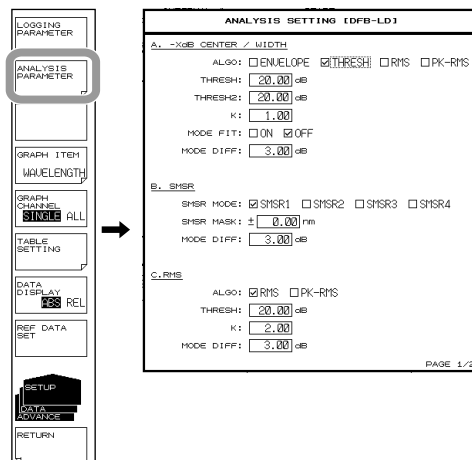 LOGGING
PARAMETER
ANALYSIS
PARAMETER
GRAPH ITEM
WAVELENGTH
GRAPH
CHANNEL
SINGLE ALL
TABLE
SETTING
DATA
DISPLAY
ABS REL
REF DATA
SET
SETUP
DATA
ADVANCE
RETURN
ANALYSIS SETTING [DFB-LD]
A. -XdB CENTER / WIDTH
ALGO: ☐ENVELOPE ☑THRESH ☐RMS ☐PK-RMS
THRESH: 20.00 dB
THRESH2: 20.00 dB
K: 1.00
MODE FIT: ☐ON ☑OFF
MODE DIFF: 3.00 dB
B. SMSR
SMSR MODE: ☑SMSR1 ☐SMSR2 ☐SMSR3 ☐SMSR4
SMSR MASK: ± 0.00 nm
MODE DIFF: 3.00 dB
C.RMS
ALGO: ☑RMS ☐PK-RMS
THRESH: 20.00 dB
K: 2.00
MODE DIFF: 3.00 dB
PAGE 1/2